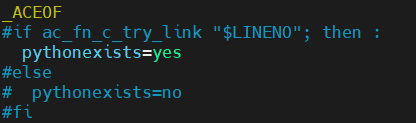 _ACEOF
#if ac_fn_c_try_link "$LINENO"; then :
  pythonexists=yes
#else
#  pythonexists=no
#fi